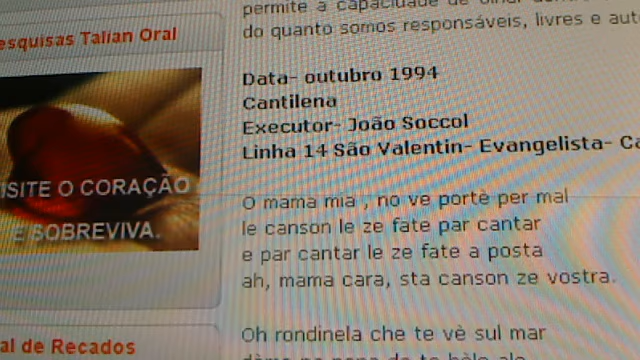 permite a capacidade de olhar
do quanto somos responsáveis, livres e
esquisas Talian Oral
Data- outubro 1994
Cantilena
Executor- João Soccol
Linha 14 São Valentin- Evangelista-
ISITE O CORAÇÃO
E SOBREVIVA.
O mama mia , no ve portè per mal
le canson le ze fate par cantar
e par cantar le ze fate a posta
ah, mama cara, sta canson ze vostra.
al de Recados
Oh rondinela che te vè sul mar